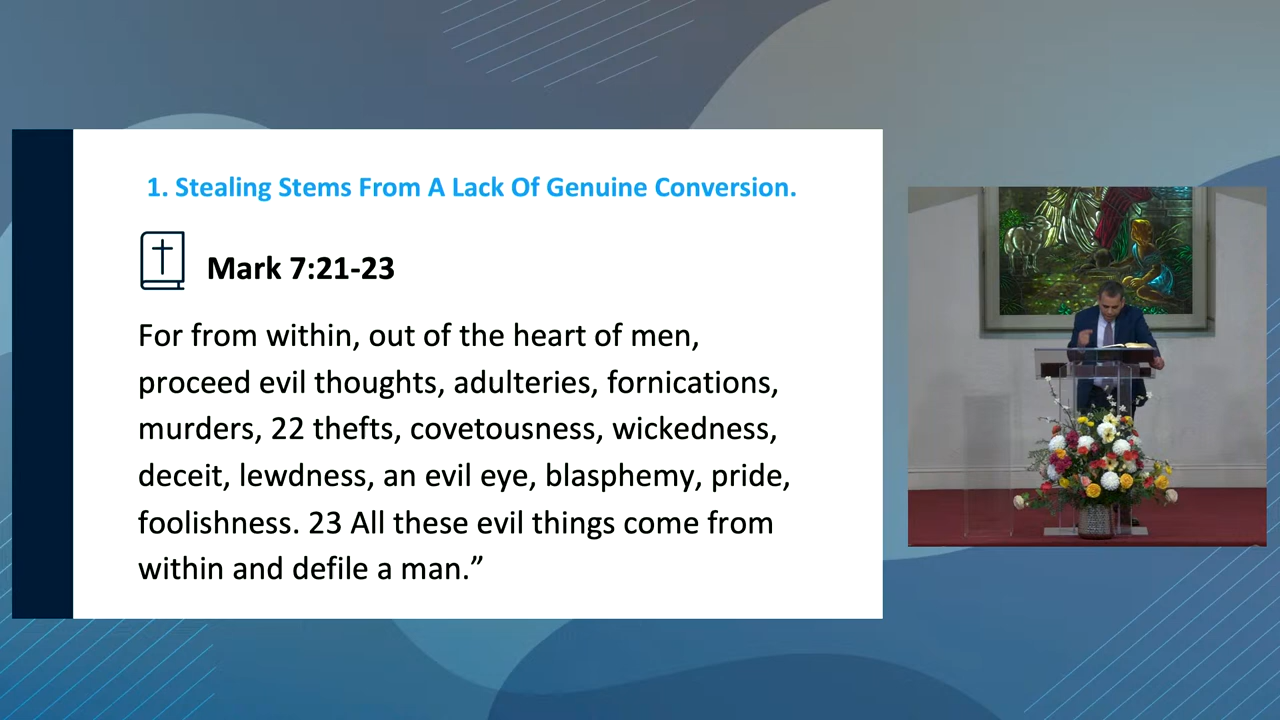 1. Stealing Stems From A Lack Of Genuine Conversion.
Mark 7:21-23
For from within, out of the heart of men,
proceed evil thoughts, adulteries, fornications,
murders, 22 thefts, covetousness, wickedness,
deceit, lewdness, an evil eye, blasphemy, pride,
foolishness. 23 All these evil things come from
within and defile a man.”